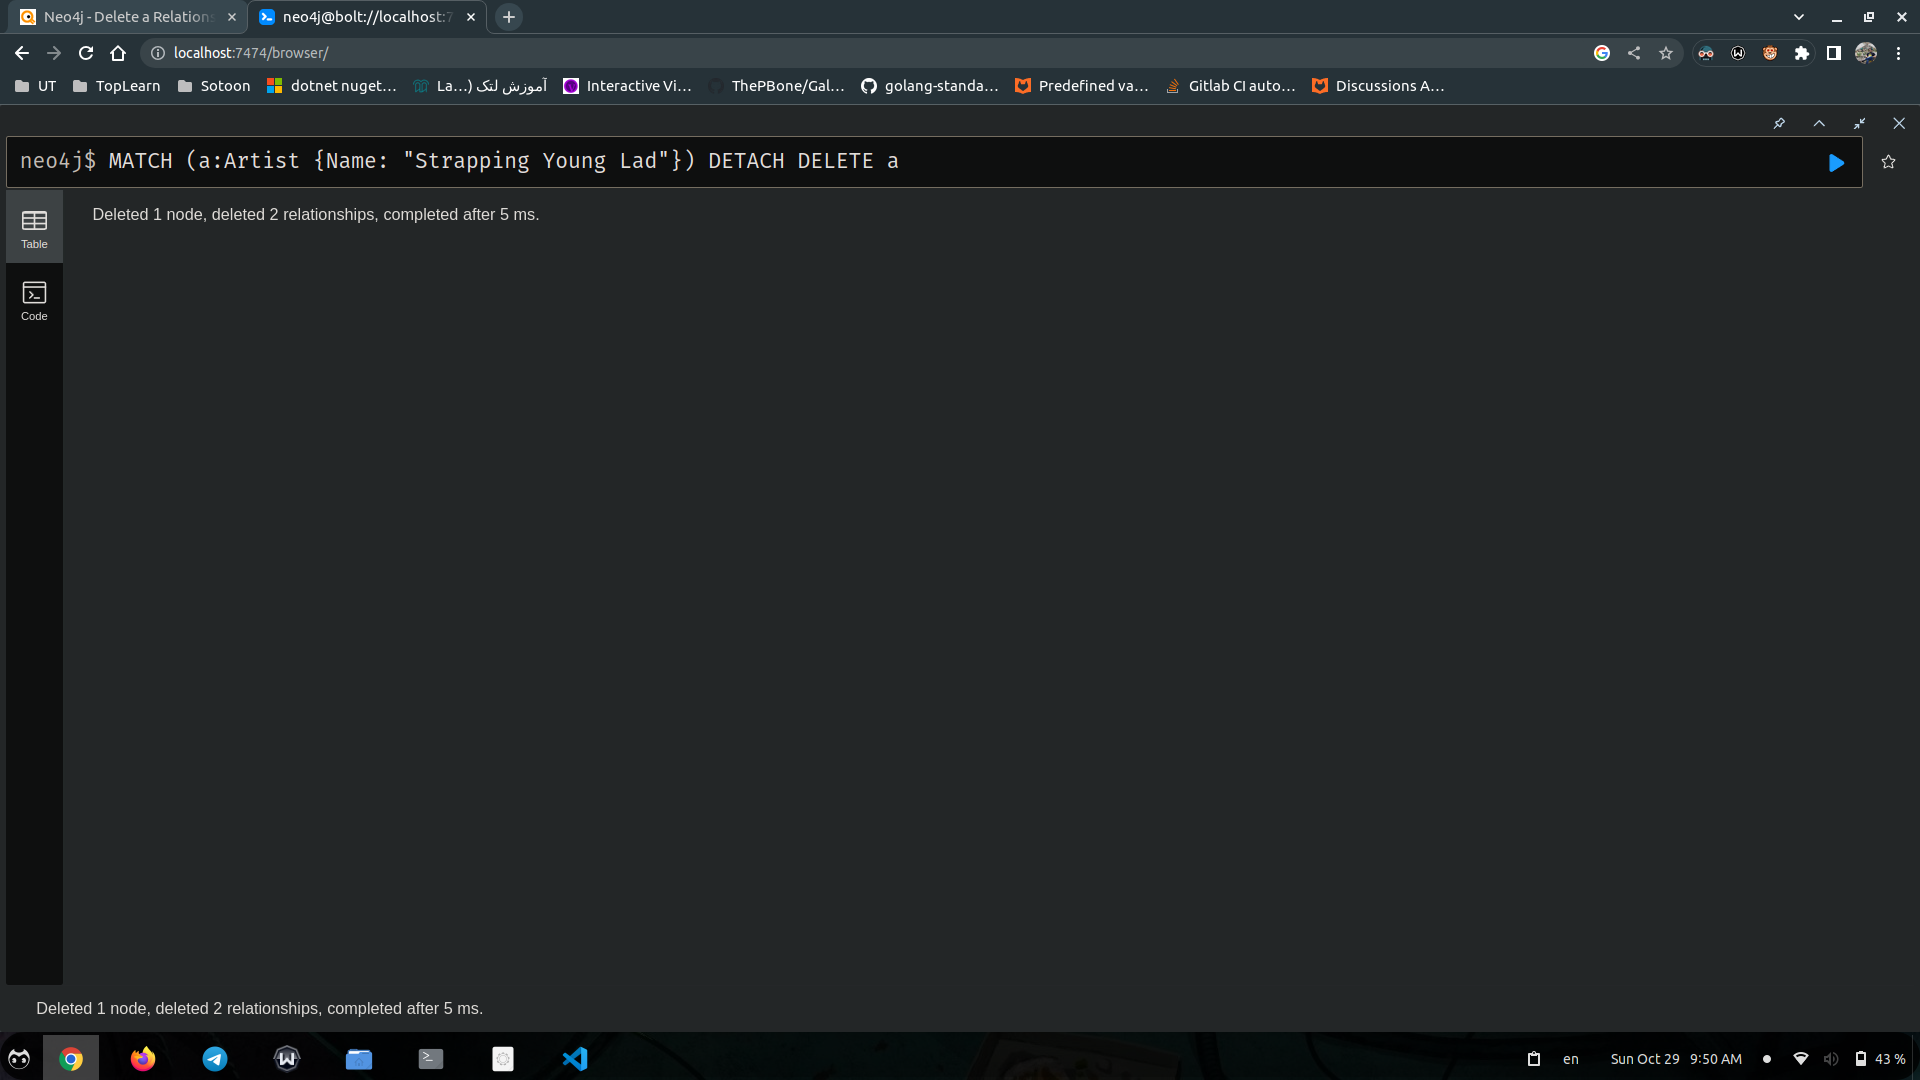 Neo4j - Delete a Relations
neo4j@bolt://localhost:7
localhost:7474/browser/
UT
TopLearn
Sotoon
dotnet nuget...
آموزش لتک (...La
Interactive Vi...
ThePBone/Gal...
golang-standa...
Predefined va...
Gitlab CI auto...
Discussions A...
neo4j$ MATCH (a:Artist {Name: "Strapping Young Lad"}) DETACH DELETE a
Table
Deleted 1 node, deleted 2 relationships, completed after 5 ms.
Code
Deleted 1 node, deleted 2 relationships, completed after 5 ms.
en
Sun Oct 29 9:50 AM
43 %